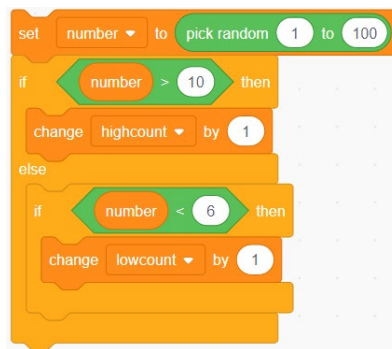 set number to pick random 1 to 100
if number > 10 then
change highcount by 1
else
if number < 6 then
change lowcount by 1